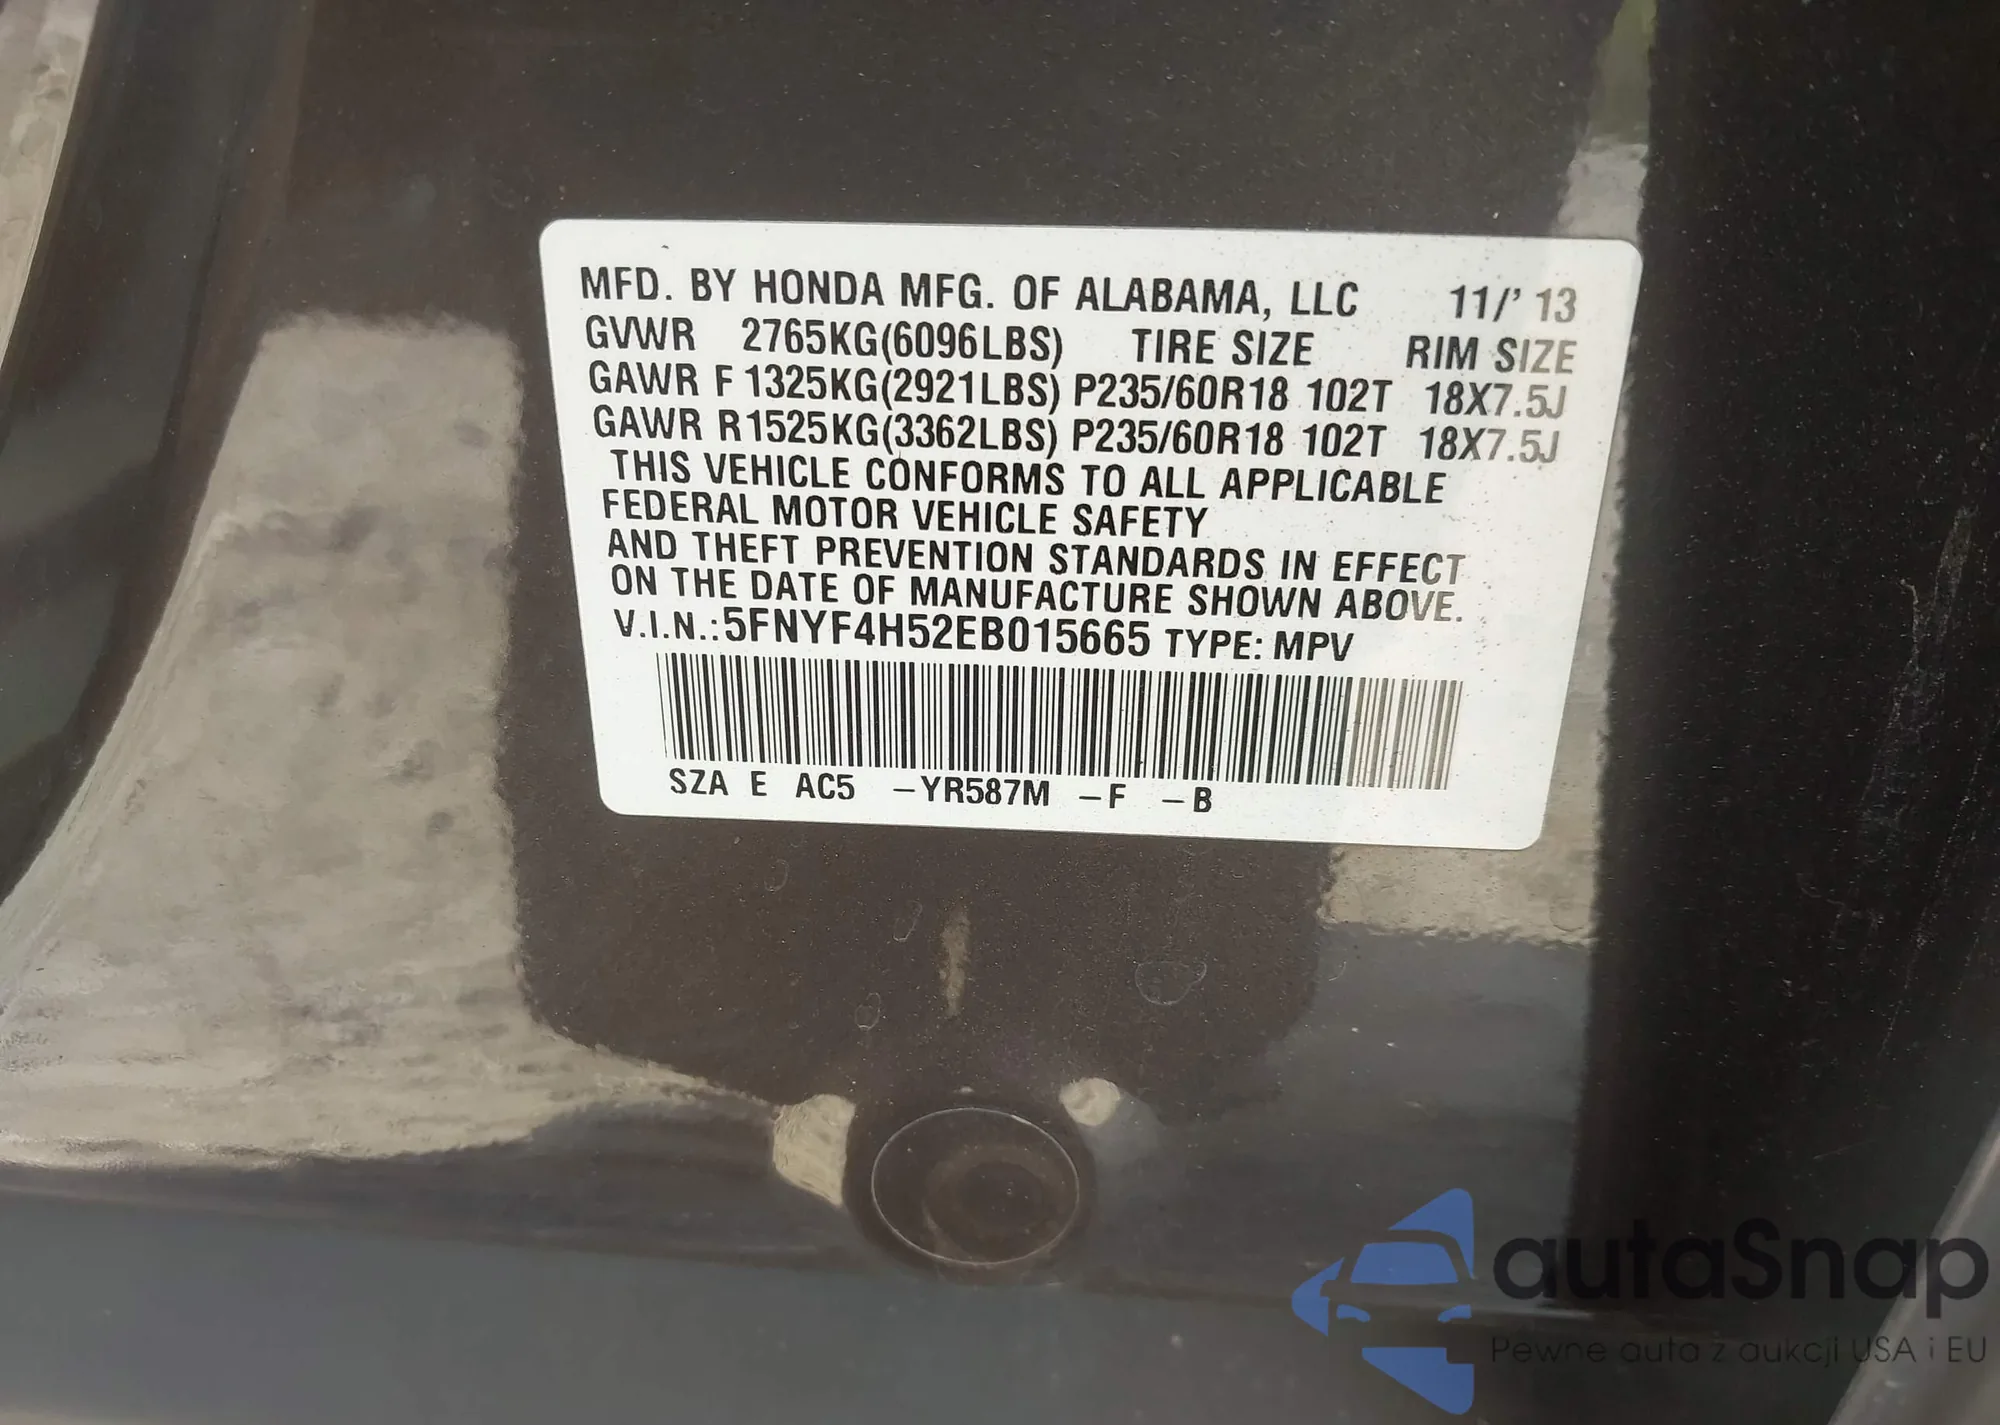 MFD. BY HONDA MFG. OF ALABAMA, LLC 11/' 13
GVWR 2765KG(6096LBS) TIRE SIZE RIM SIZE
GAWR F 1325KG(2921LBS) P235/60R18 102T 18X7.5J
GAWR R1525KG(3362LBS) P235/60R18 102T 18X7.5J
THIS VEHICLE CONFORMS TO ALL APPLICABLE
FEDERAL MOTOR VEHICLE SAFETY
AND THEFT PREVENTION STANDARDS IN EFFECT
ON THE DATE OF MANUFACTURE SHOWN ABOVE.
V.I.N.:5FNYF4H52EB015665 TYPE: MPV
SZA E AC5 -YR587M -F -B
autaSnap
Pewne auta z aukcji USA i EU